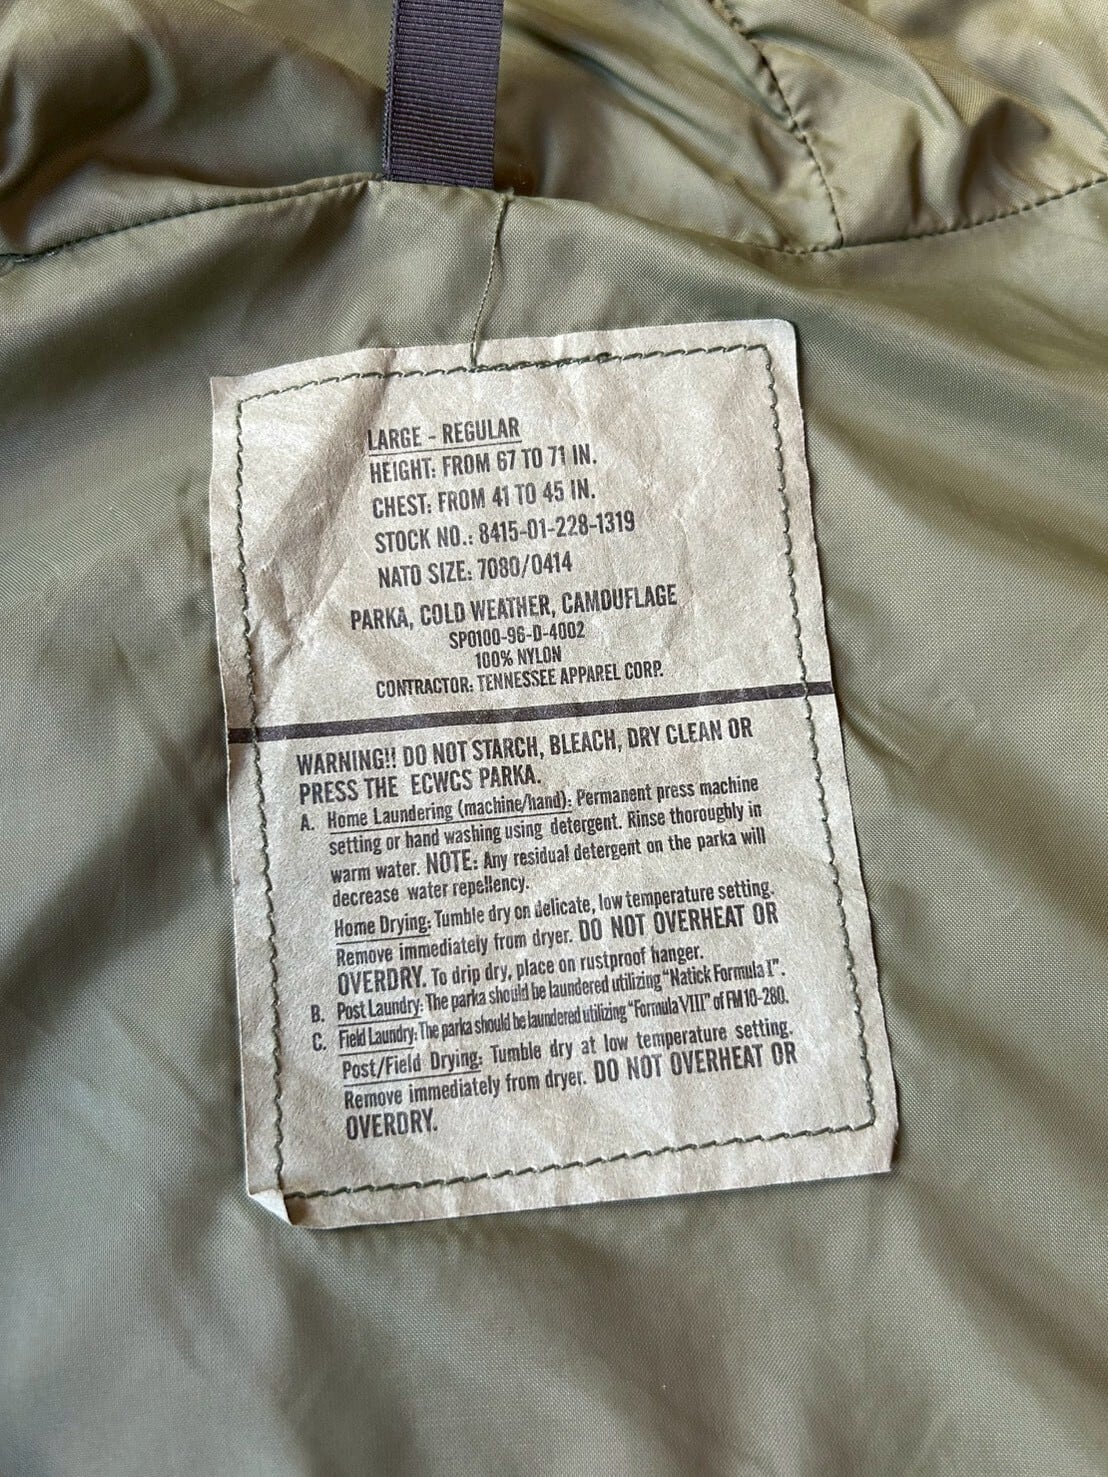 LARGE - REGULAR
HEIGHT: FROM 67 TO 71 IN.
CHEST: FROM 41 TO 45 IN.
STOCK NO.: 8415-01-228-1319
NATO SIZE: 7080/0414
PARKA, COLD WEATHER, CAMOUFLAGE
SPO100-96-D-4002
100% NYLON
CONTRACTOR: TENNESSEE APPAREL CORP.
WARNING!! DO NOT STARCH, BLEACH, DRY CLEAN OR
PRESS THE ECWCS PARKA.
A. Home Laundering (machine/hand): Permanent press machine
setting or hand washing using detergent. Rinse thoroughly in
warm water. NOTE: Any residual detergent on the parka will
decrease water repellency.
Home Drying: Tumble dry on delicate, low temperature setting.
Remove immediately from dryer. DO NOT OVERHEAT OR
OVERDRY. To drip dry, place on rustproof hanger.
B. Post Laundry: The parka should be laundered utilizing "Natick Formula I".
C. Field Laundry: The parka should be laundered utilizing "Formula VIII" of FM 10-280.
Post/Field Drying: Tumble dry at low temperature setting.
Remove immediately from dryer. DO NOT OVERHEAT OR
OVERDRY.